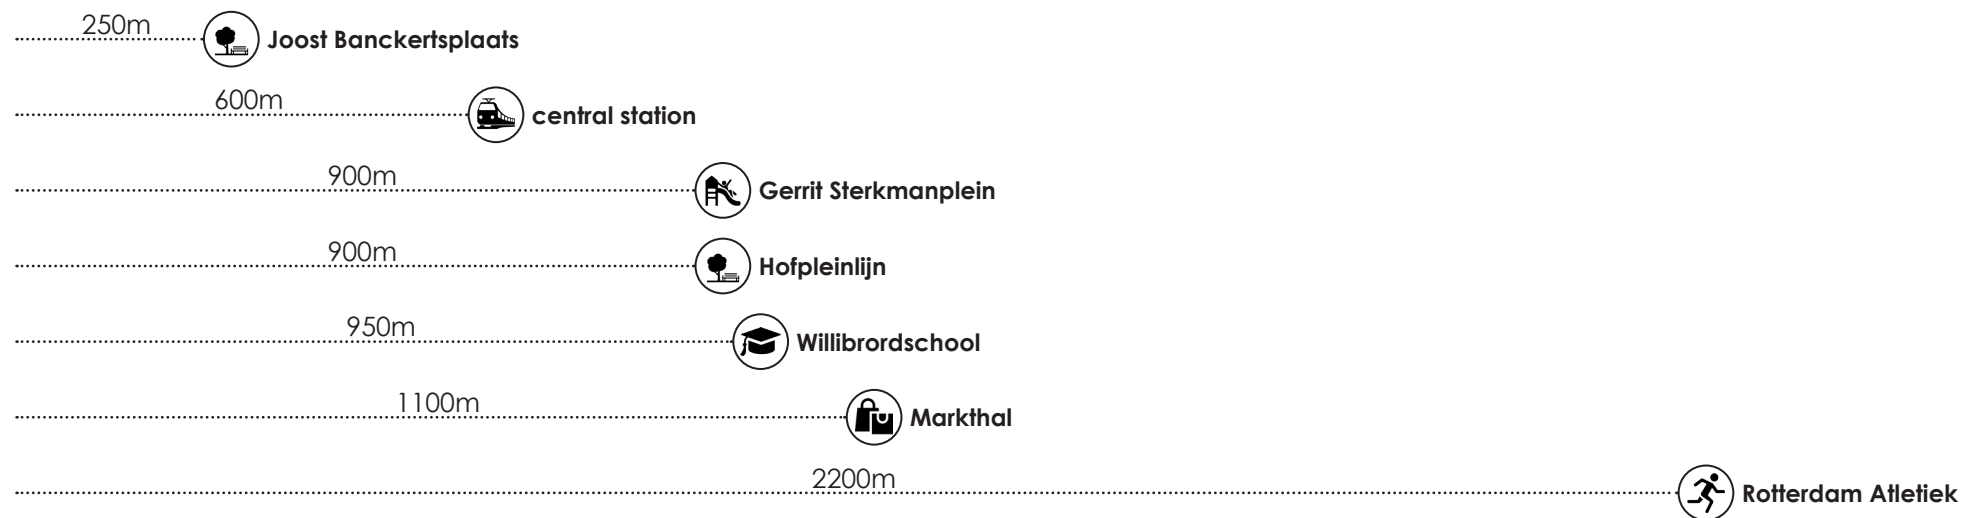 250m
Joost Banckertsplaats
600m
central station
900m
Gerrit Sterkmanplein
900m
Hofpleinlijn
950m
Willibrordschool
1100m
Markthal
2200m
Rotterdam Atletiek